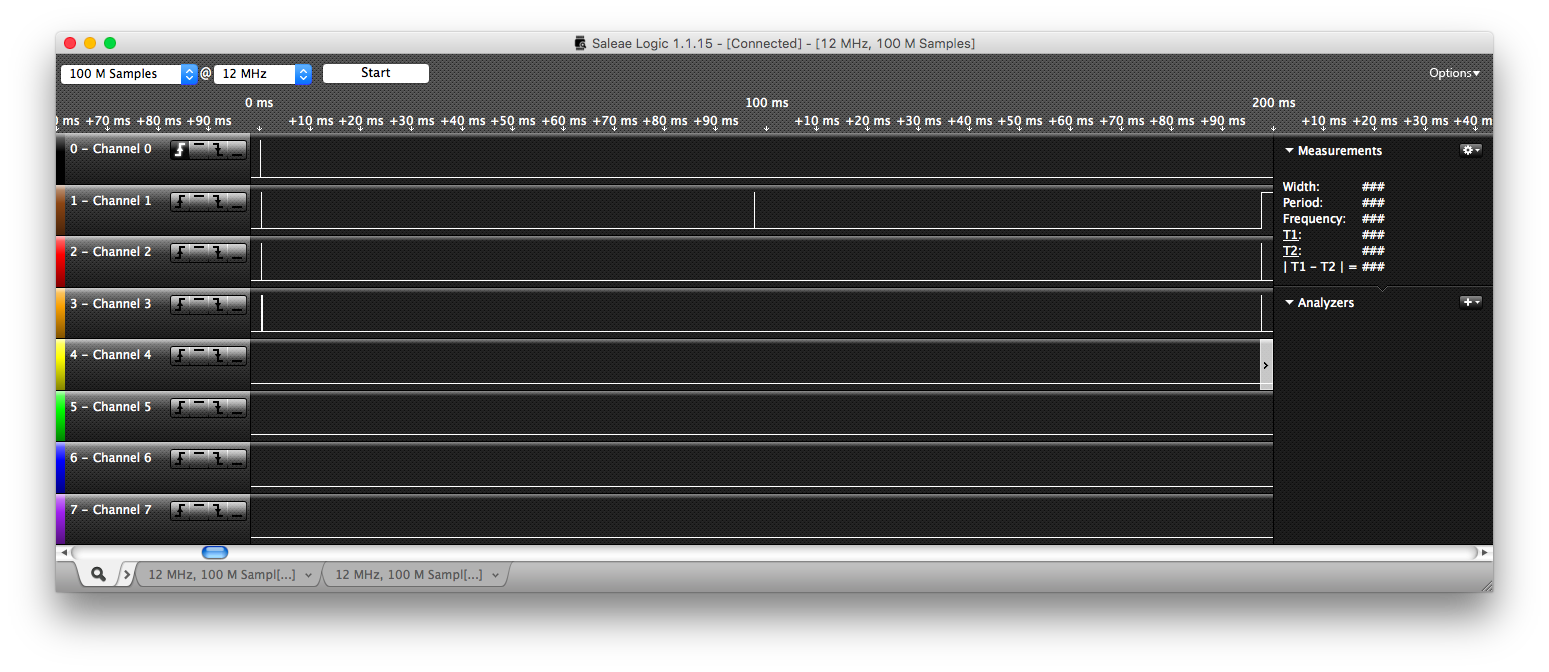 Saleae Logic 1.1.15 - [Connected] - [12 MHz, 100 M Samples]
100 M Samples @ 12 MHz Start Options
0 ms 100 ms 200 ms
0 ms +70 ms +80 ms +90 ms +10 ms +20 ms +30 ms +40 ms +50 ms +60 ms +70 ms +80 ms +90 ms +10 ms +20 ms +30 ms +40 ms +50 ms +60 ms +70 ms +80 ms +90 ms +10 ms +20 ms +30 ms +40 m
0 - Channel 0
1 - Channel 1
2 - Channel 2
3 - Channel 3
4 - Channel 4
5 - Channel 5
6 - Channel 6
7 - Channel 7
Measurements
Width: ###
Period: ###
Frequency: ###
T1: ###
T2: ###
| T1 - T2 | = ###
Analyzers
12 MHz, 100 M Sampl[...] 12 MHz, 100 M Sampl[...]